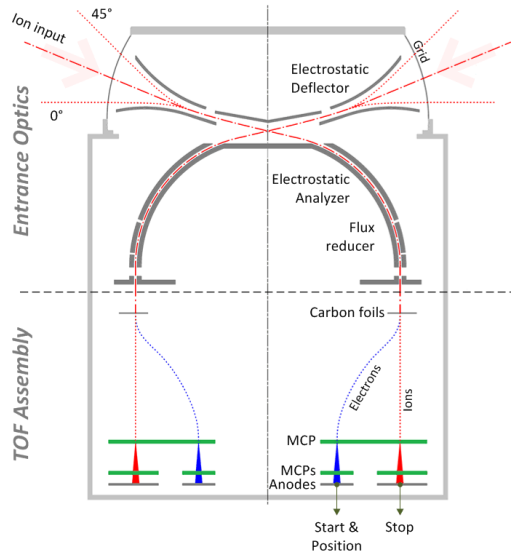 45°
Ion input
Grid
Electrostatic
Deflector
0°
Entrance Optics
Electrostatic
Analyzer
Flux
reducer
Carbon foils
TOF Assembly
Electrons
Ions
MCP
MCPs
Anodes
Start &
Position
Stop